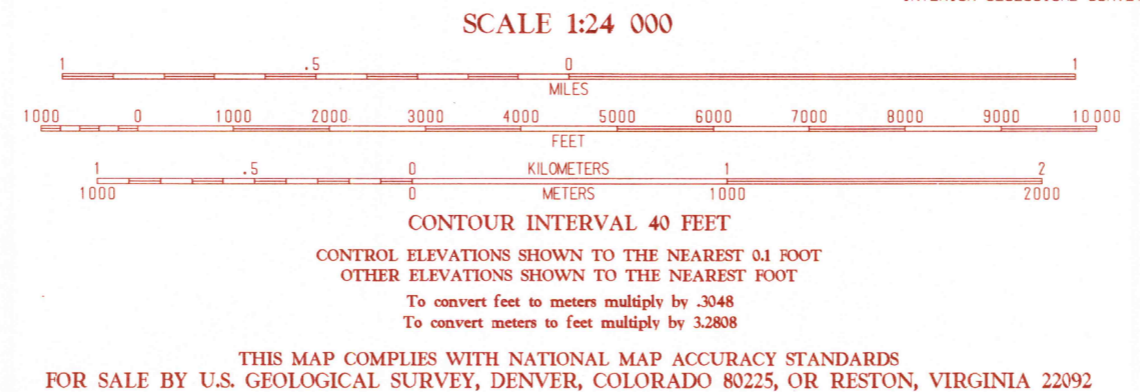 SCALE 1:24 000
1 .5 0 1
MILES
1000 0 1000 2000 3000 4000 5000 6000 7000 8000 9000 10 000
FEET
1 .5 0 KILOMETERS 1 2
1000 0 METERS 1000 2000
CONTOUR INTERVAL 40 FEET
CONTROL ELEVATIONS SHOWN TO THE NEAREST 0.1 FOOT
OTHER ELEVATIONS SHOWN TO THE NEAREST FOOT
To convert feet to meters multiply by .3048
To convert meters to feet multiply by 3.2808
THIS MAP COMPLIES WITH NATIONAL MAP ACCURACY STANDARDS
FOR SALE BY U.S. GEOLOGICAL SURVEY, DENVER, COLORADO 80225, OR RESTON, VIRGINIA 22092